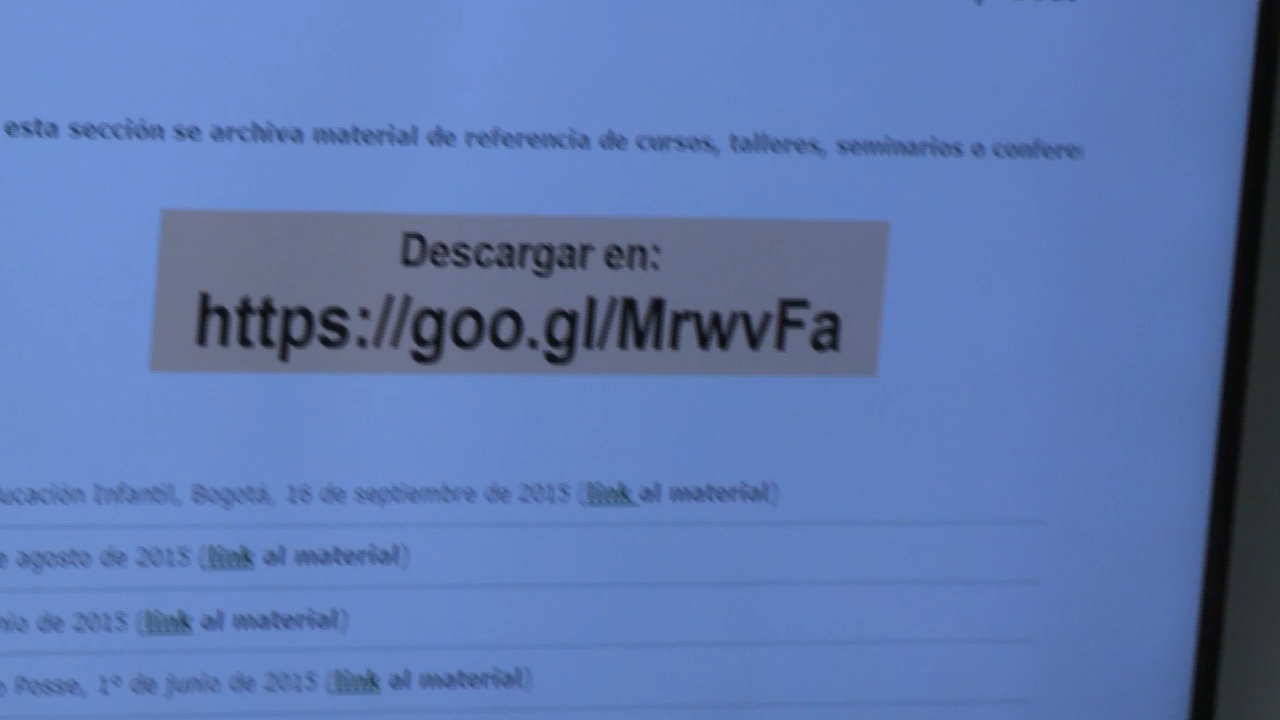 esta sección se archiva material de referencia de cursos, talleres, seminarios o confere
Descargar en:
https://goo.gl/MrwvFa
ucación Infantil, Bogotá, 16 de septiembre de 2015 (link al material)
e agosto de 2015 (link al material)
nio de 2015 (link al material)
o Posse, 1º de junio de 2015 (link al material)